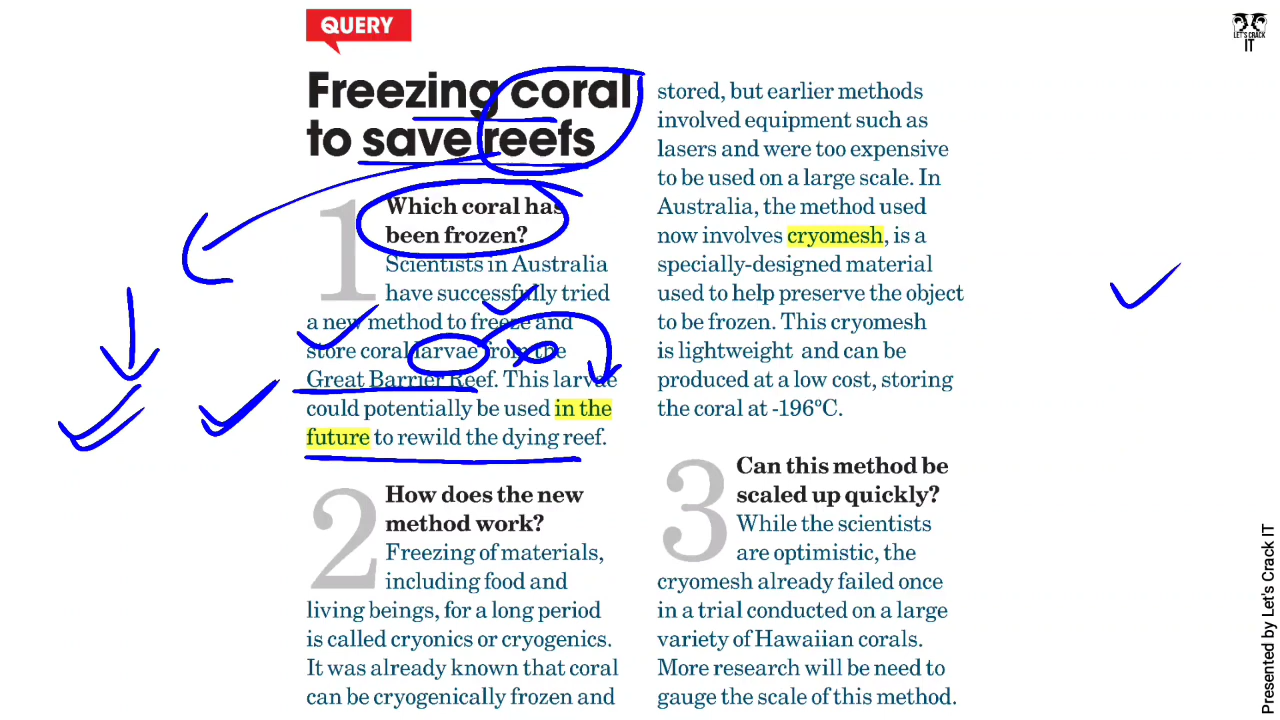 QUERY
Freezing coral
to save reefs
1
Which coral has
been frozen?
Scientists in Australia
have successfully tried
a new method to freeze and
store coral larvae from the
Great Barrier Reef. This larvae
could potentially be used in the
future to rewild the dying reef.
2
How does the new
method work?
Freezing of materials,
including food and
living beings, for a long period
is called cryonics or cryogenics.
It was already known that coral
can be cryogenically frozen and
stored, but earlier methods
involved equipment such as
lasers and were too expensive
to be used on a large scale. In
Australia, the method used
now involves cryomesh, is a
specially-designed material
used to help preserve the object
to be frozen. This cryomesh
is lightweight and can be
produced at a low cost, storing
the coral at -196°C.
3
Can this method be
scaled up quickly?
While the scientists
are optimistic, the
cryomesh already failed once
in a trial conducted on a large
variety of Hawaiian corals.
More research will be need to
gauge the scale of this method.
LET'S CRACK
IT
Presented by Let's Crack IT